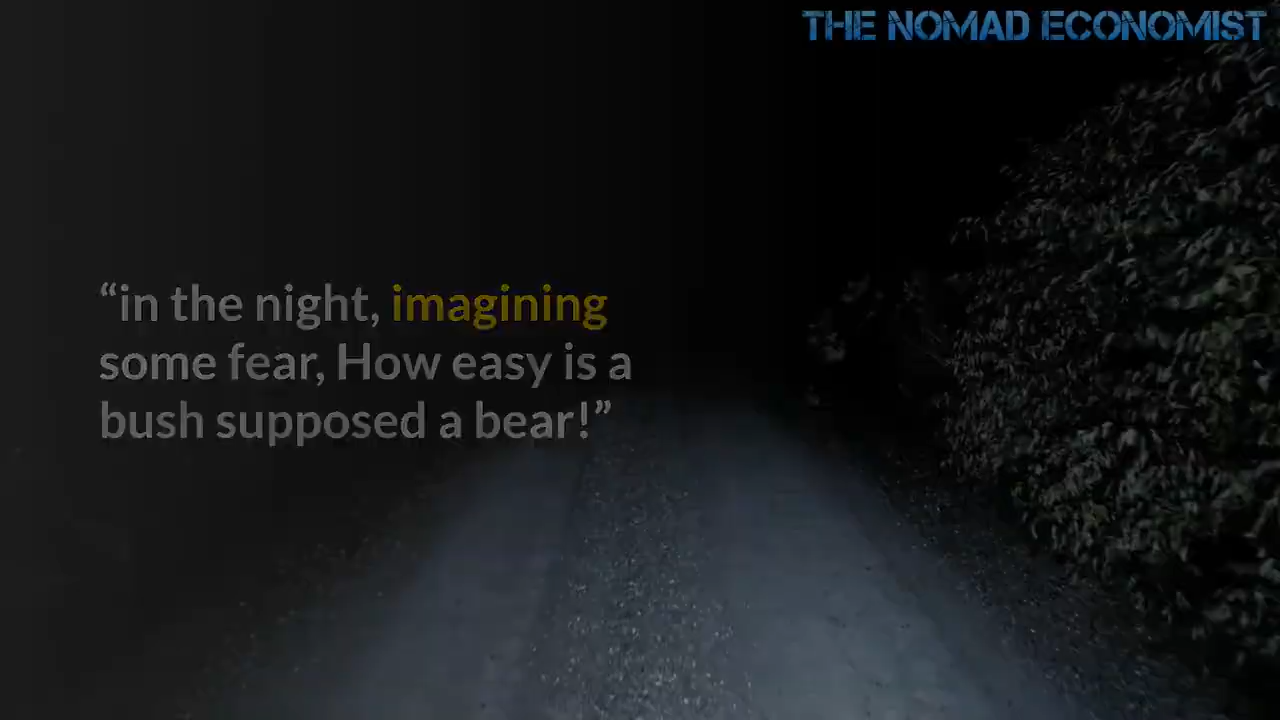 THE NOMAD ECONOMIST
“in the night, imagining
some fear, How easy is a
bush supposed a bear!”